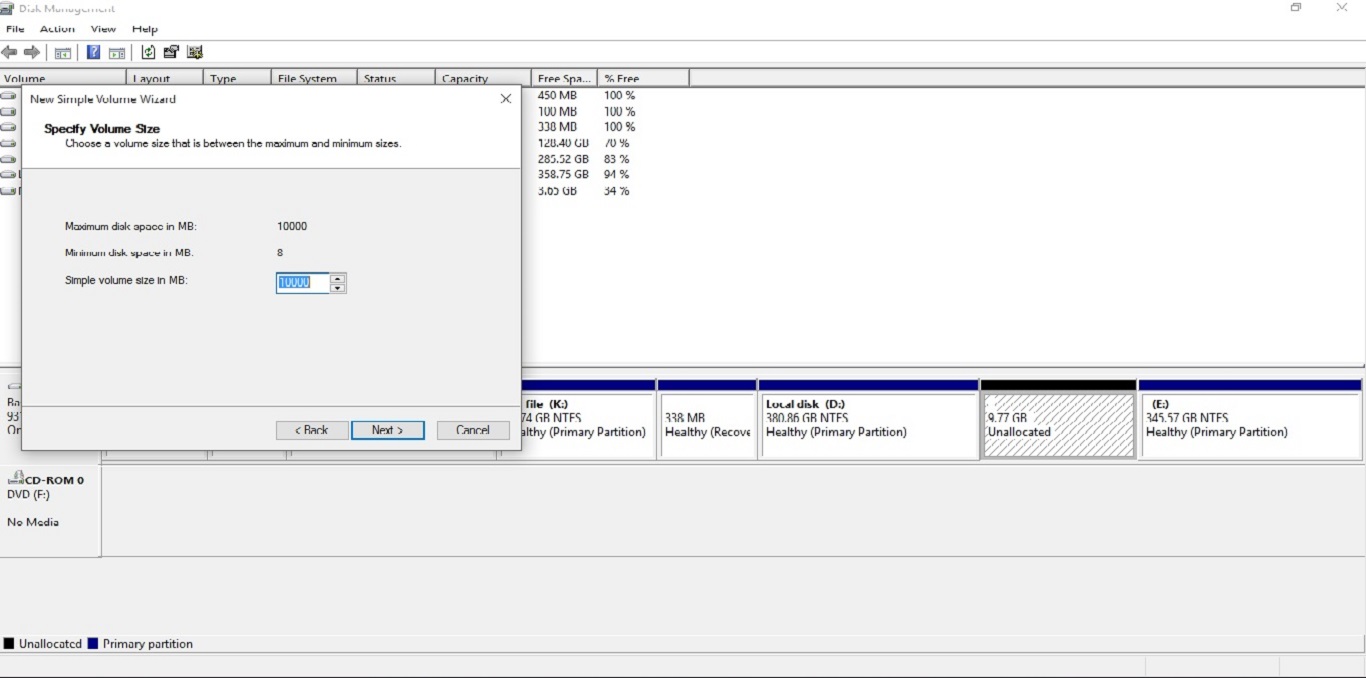 Disk Management
File Action View Help
Volume Layout Type File System Status Capacity Free Spa... % Free
450 MB 100 %
100 MB 100 %
338 MB 100 %
128.40 GB 70 %
285.52 GB 83 %
358.75 GB 94 %
3.65 GB 34 %
New Simple Volume Wizard
Specify Volume Size
Choose a volume size that is between the maximum and minimum sizes.
Maximum disk space in MB: 10000
Minimum disk space in MB: 8
Simple volume size in MB: 10000
< Back Next > Cancel
Ba
93
On
file (K:)
74 GB NTFS
althy (Primary Partition)
338 MB
Healthy (Recove
Local disk (D:)
380.86 GB NTFS
Healthy (Primary Partition)
9.77 GB
Unallocated
(E:)
345.57 GB NTFS
Healthy (Primary Partition)
CD-ROM 0
DVD (F:)
No Media
Unallocated Primary partition